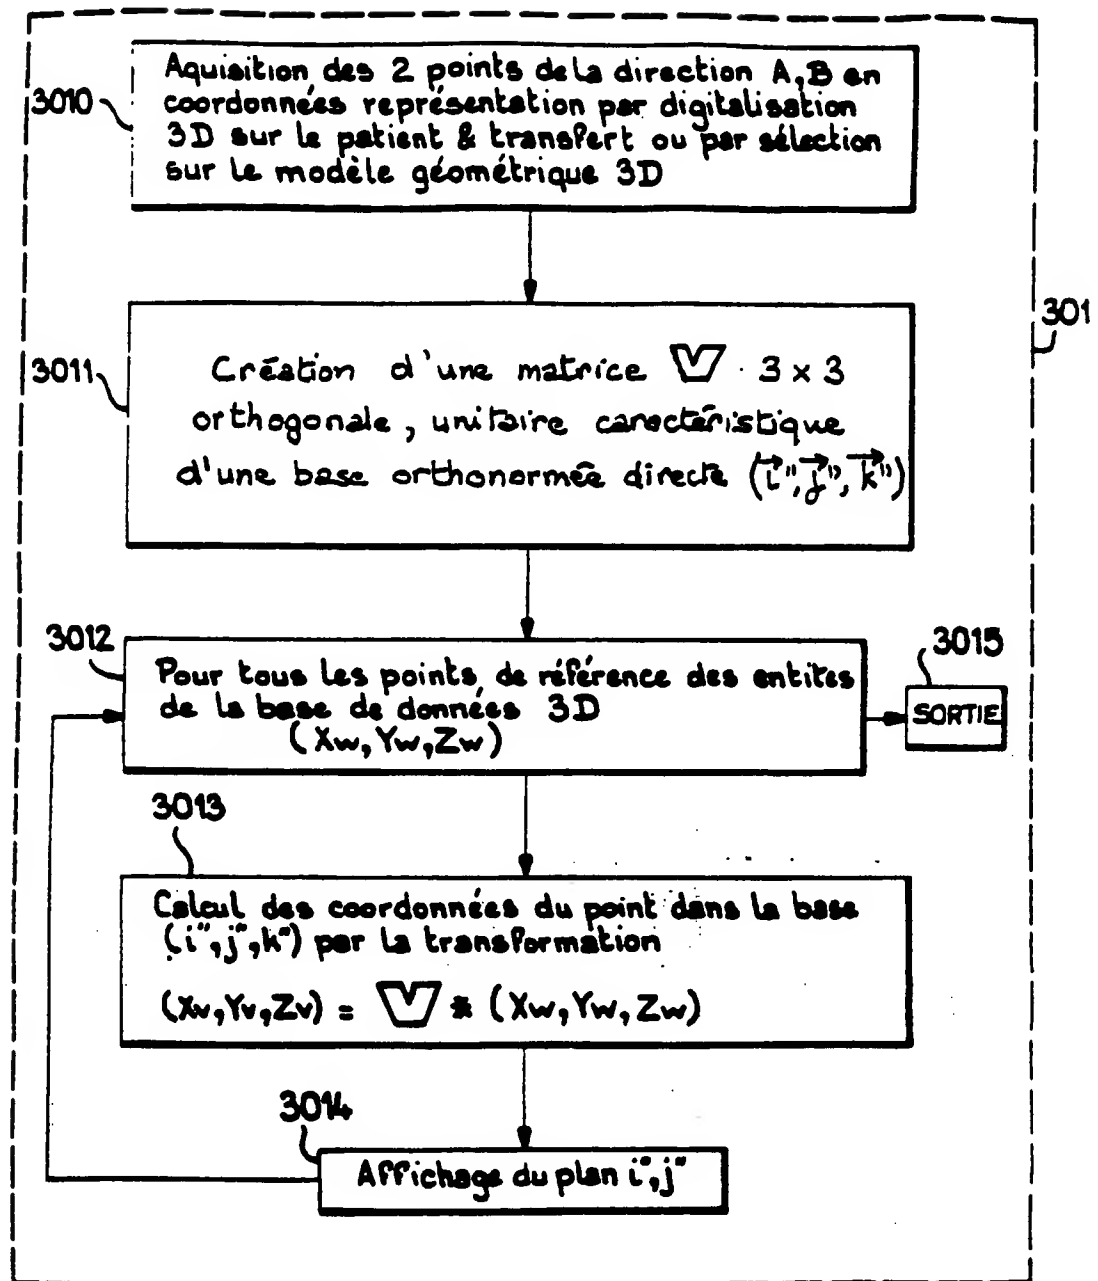 3010
Aquisition des 2 points de la direction A,B en
coordonnées représentation par digitalisation
3D sur le patient & transfert ou par sélection
sur le modèle géométrique 3D
301
3011
Création d'une matrice V 3 x 3
orthogonale, unitaire caractéristique
d'une base orthonormée directe (i", j", k")
3012
Pour tous les points de référence des entites
de la base de données 3D
(Xw, Yw, Zw)
3015
SORTIE
3013
Calcul des coordonnées du point dans la base
(i", j", k") par la transformation
(Xv, Yv, Zv) = V * (Xw, Yw, Zw)
3014
Affichage du plan i", j"